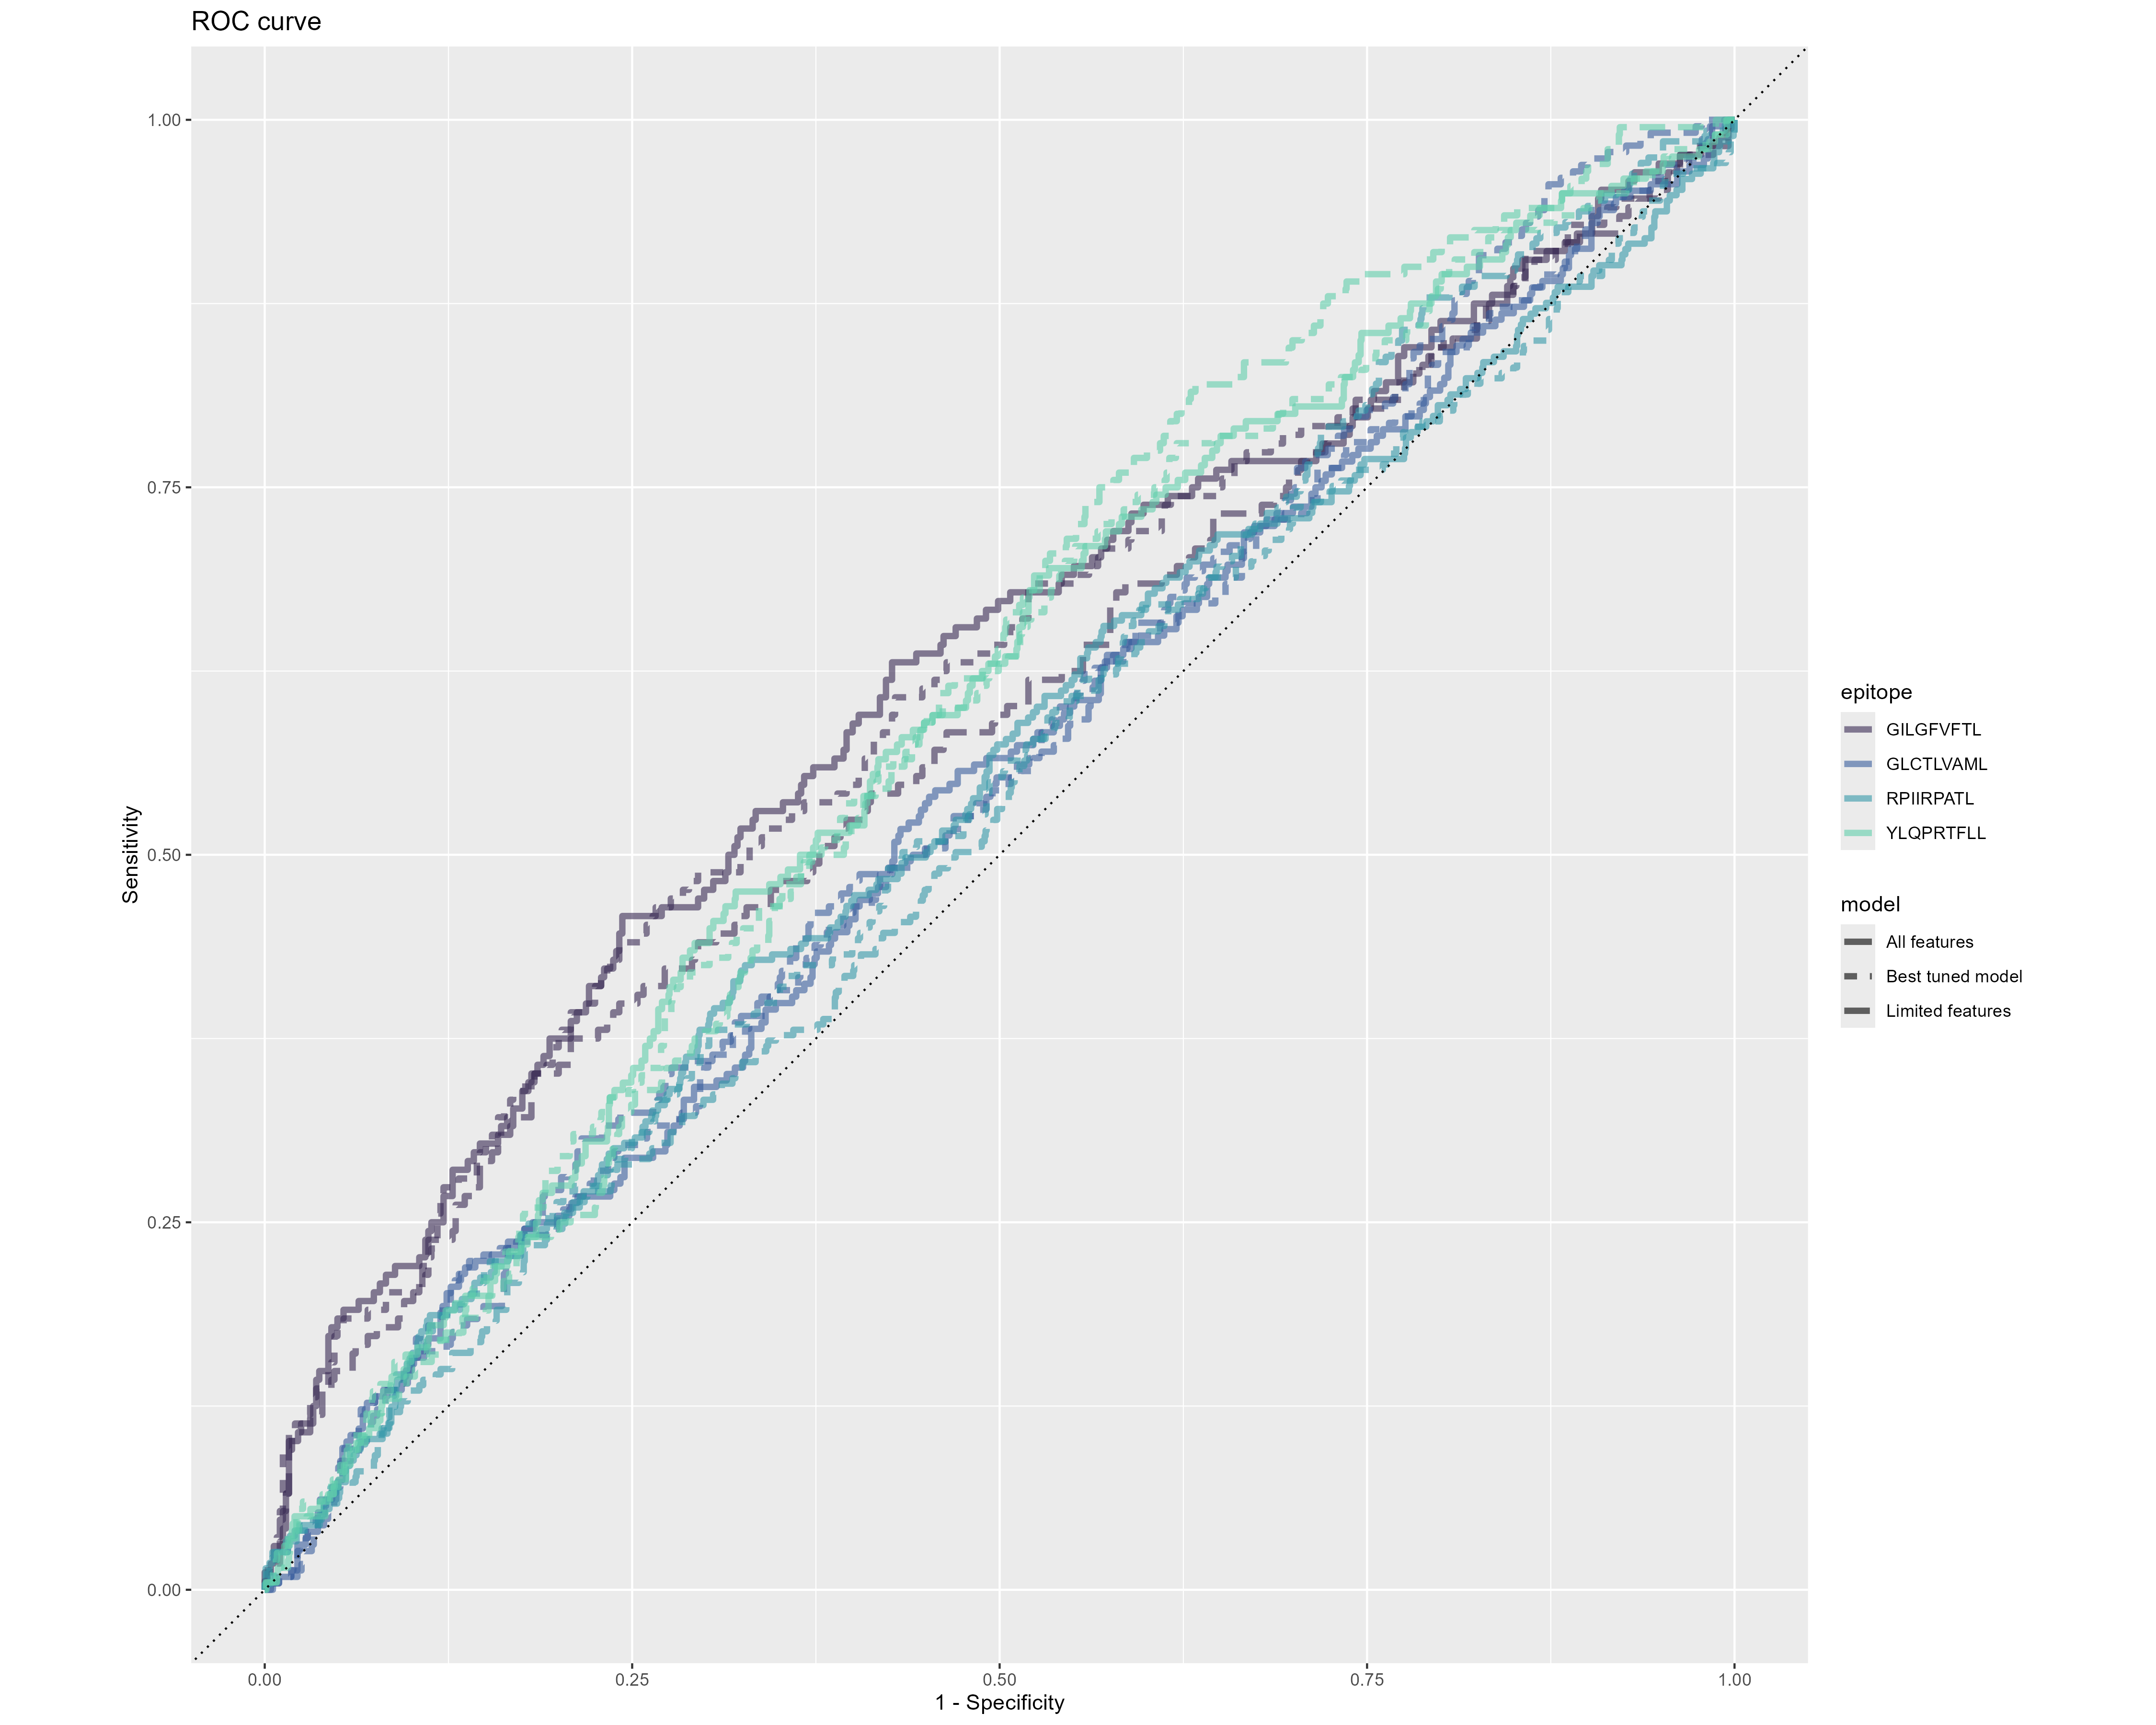 ROC curve
1.00
0.75
0.50
0.25
0.00
Sensitivity
0.00
0.25
0.50
0.75
1.00
1 - Specificity
epitope
GILGFVFTL
GLCTLVAML
RPIIRPATL
YLQPRTFLL
model
All features
Best tuned model
Limited features